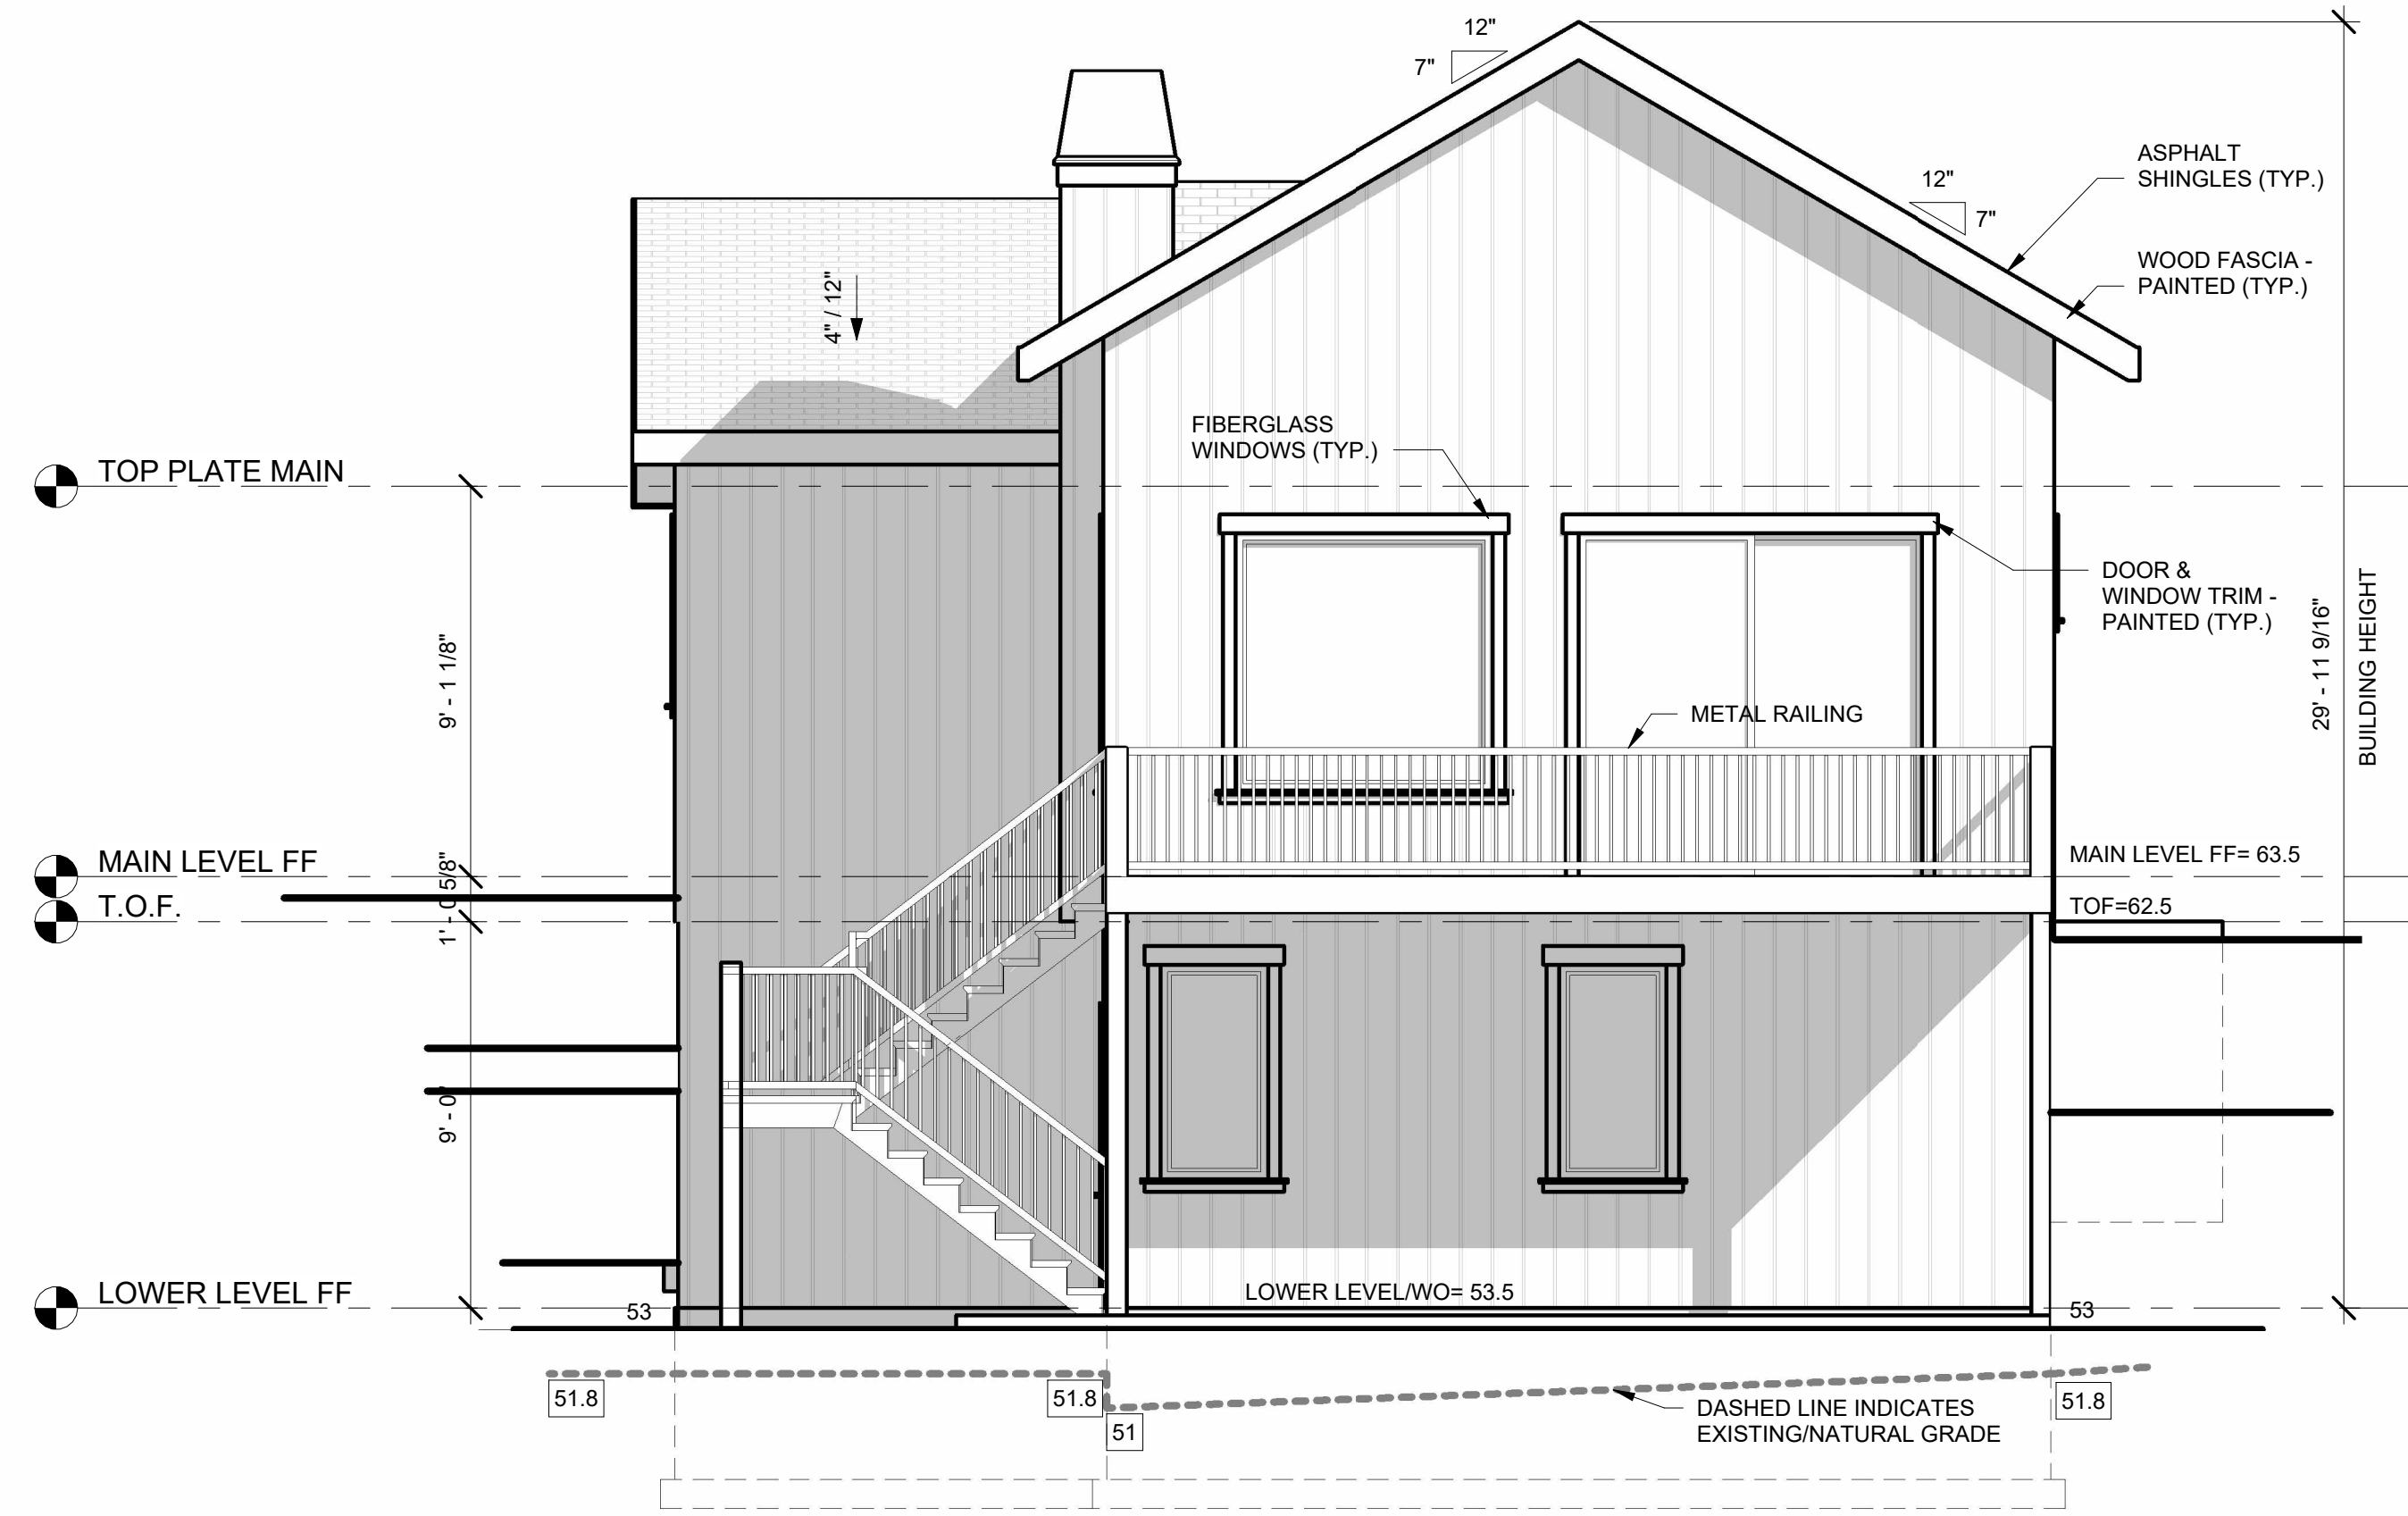 12"
7"
ASPHALT
SHINGLES (TYP.)
12"
7"
WOOD FASCIA -
PAINTED (TYP.)
4" / 12"
FIBERGLASS
WINDOWS (TYP.)
TOP PLATE MAIN
DOOR &
WINDOW TRIM -
PAINTED (TYP.)
29' - 11 9/16"
BUILDING HEIGHT
9' - 1 1/8"
METAL RAILING
MAIN LEVEL FF
MAIN LEVEL FF= 63.5
1' - 0 5/8"
T.O.F.
TOF=62.5
9' - 0"
LOWER LEVEL FF
LOWER LEVEL/WO= 53.5
53
53
51.8
51.8
51
51.8
DASHED LINE INDICATES
EXISTING/NATURAL GRADE